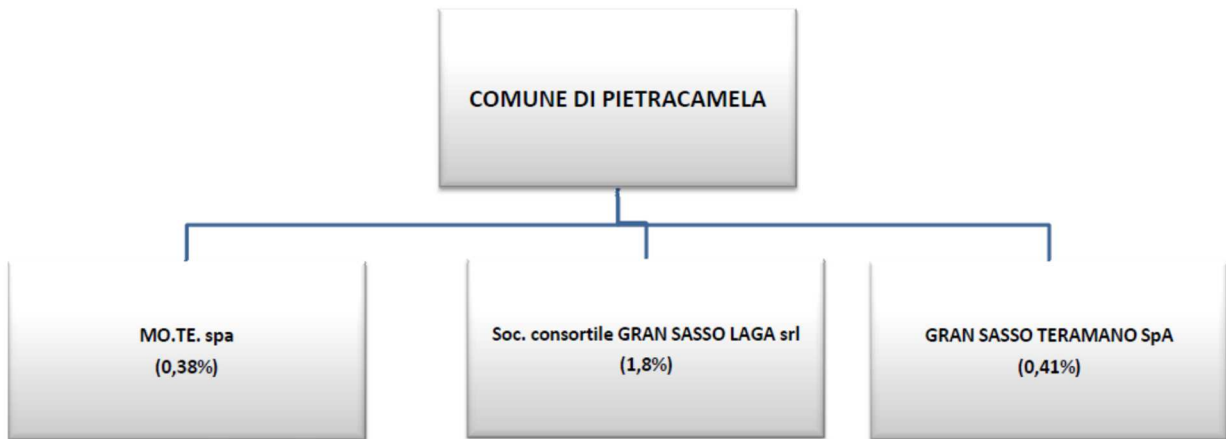 COMUNE DI PIETRACAMELA
MO.TE. spa
(0,38%)
Soc. consortile GRAN SASSO LAGA srl
(1,8%)
GRAN SASSO TERAMANO SpA
(0,41%)